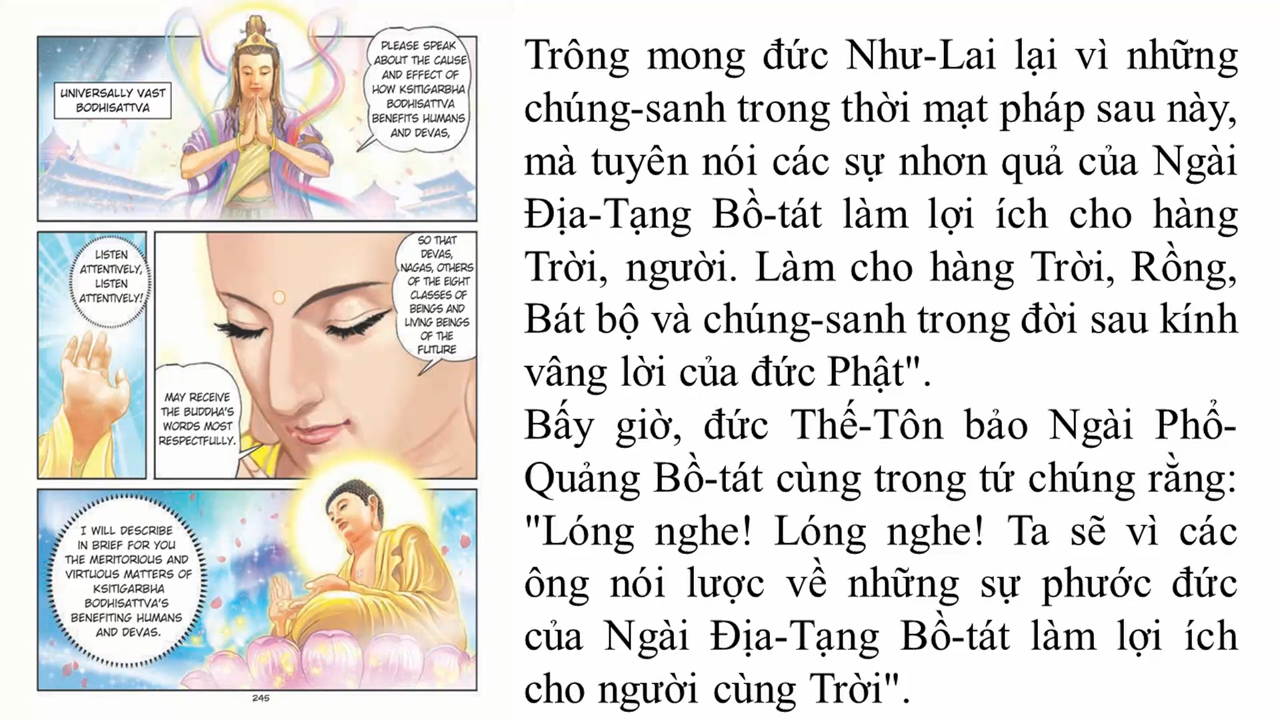 UNIVERSALLY VAST
BODHISATTVA
PLEASE SPEAK
ABOUT THE CAUSE
AND EFFECT OF
HOW KSITIGARBHA
BODHISATTVA
BENEFITS HUMANS
AND DEVAS,
LISTEN
ATTENTIVELY,
LISTEN
ATTENTIVELY!
SO THAT
DEVAS,
NAGAS, OTHERS
OF THE EIGHT
CLASSES OF
BEINGS AND
LIVING BEINGS
OF THE
FUTURE
MAY RECEIVE
THE BUDDHA'S
WORDS MOST
RESPECTFULLY.
I WILL DESCRIBE
IN BRIEF FOR YOU
THE MERITORIOUS AND
VIRTUOUS MATTERS OF
KSITIGARBHA
BODHISATTVA'S
BENEFITING HUMANS
AND DEVAS.
245
Trông mong đức Như-Lai lại vì những
chúng-sanh trong thời mạt pháp sau này,
mà tuyên nói các sự nhơn quả của Ngài
Địa-Tạng Bồ-tát làm lợi ích cho hàng
Trời, người. Làm cho hàng Trời, Rồng,
Bát bộ và chúng-sanh trong đời sau kính
vâng lời của đức Phật".
Bấy giờ, đức Thế-Tôn bảo Ngài Phổ-
Quảng Bồ-tát cùng trong tứ chúng rằng:
"Lóng nghe! Lóng nghe! Ta sẽ vì các
ông nói lược về những sự phước đức
của Ngài Địa-Tạng Bồ-tát làm lợi ích
cho người cùng Trời".